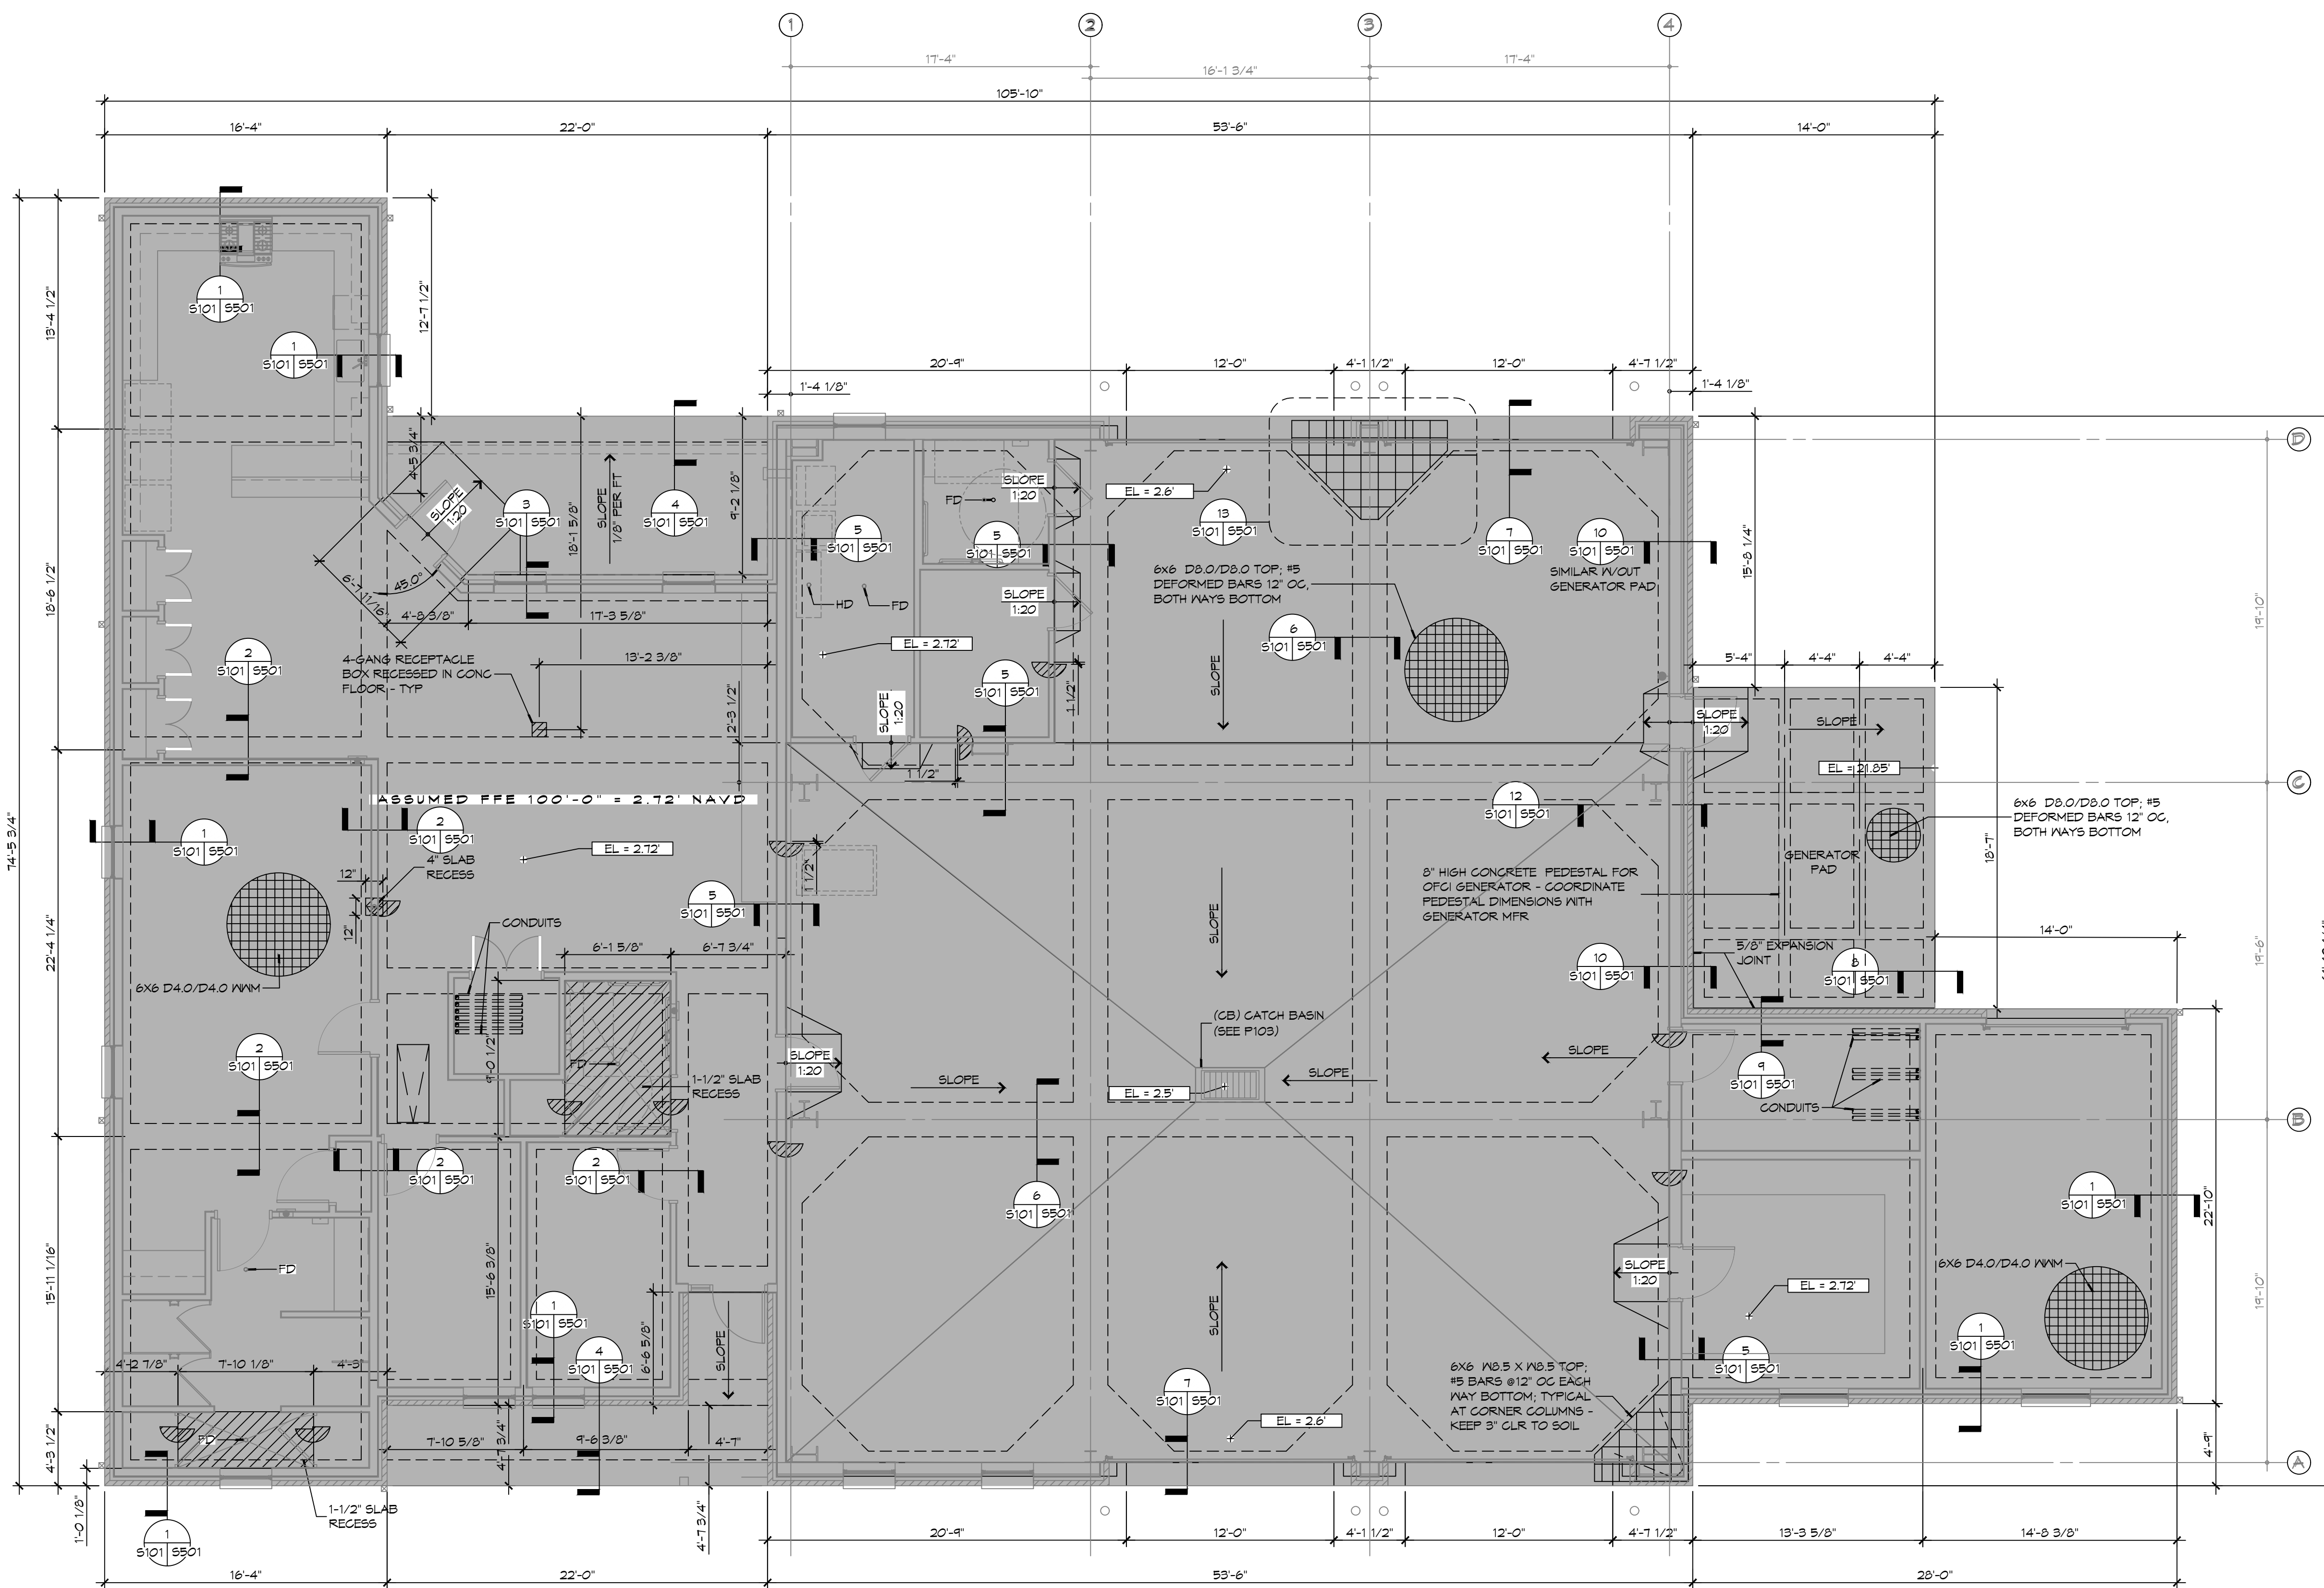 1
2
3
4
17'-4"
16'-1 3/4"
17'-4"
105'-10"
16'-4"
22'-0"
53'-6"
14'-0"
13'-4 1/2"
12'-7 1/2"
1
S101 S501
1
S101 S501
20'-9"
12'-0"
4'-1 1/2"
12'-0"
4'-7 1/2"
1'-4 1/8"
1'-4 1/8"
D
4'-5 3/4"
SLOPE
1:20
3
S101 S501
18'-1 5/8"
SLOPE
1/8" PER FT
4
S101 S501
9'-2 1/8"
5
S101 S501
FD
5
S101 S501
SLOPE
1:20
EL = 2.6'
13
S101 S501
7
S101 S501
10
S101 S501
SIMILAR W/OUT
GENERATOR PAD
15'-8 1/4"
6X6 D8.0/D8.0 TOP; #5
DEFORMED BARS 12" OC,
BOTH WAYS BOTTOM
18'-6 1/2"
6'-7 11/16"
45.0°
4'-8 3/8"
17'-3 5/8"
HD
FD
SLOPE
1:20
19'-10"
EL = 2.72'
6
S101 S501
SLOPE
2
S101 S501
4-GANG RECEPTACLE
BOX RECESSED IN CONC
FLOOR - TYP
13'-2 3/8"
5
S101 S501
1 1/2"
5'-4"
4'-4"
4'-4"
2'-3 1/2"
SLOPE
1:20
1 1/2"
SLOPE
1:20
SLOPE
EL = 21.85'
C
74'-5 3/4"
ASSUMED FFE 100'-0" = 2.72' NAVD
1
S101 S501
2
S101 S501
4" SLAB
RECESS
EL = 2.72'
12"
12"
1 1/2"
12
S101 S501
6X6 D8.0/D8.0 TOP; #5
DEFORMED BARS 12" OC,
BOTH WAYS BOTTOM
GENERATOR
PAD
18'-7"
8" HIGH CONCRETE PEDESTAL FOR
OFCI GENERATOR - COORDINATE
PEDESTAL DIMENSIONS WITH
GENERATOR MFR
5
S101 S501
22'-4 1/4"
CONDUITS
6'-1 5/8"
6'-7 3/4"
SLOPE
14'-0"
19'-6"
5/8" EXPANSION
JOINT
10
S101 S501
8
S101 S501
6X6 D4.0/D4.0 WWM
(CB) CATCH BASIN
(SEE P103)
2
S101 S501
9'-0 1/2"
FD
1-1/2" SLAB
RECESS
SLOPE
1:20
SLOPE
EL = 2.5'
SLOPE
SLOPE
9
S101 S501
CONDUITS
B
2
S101 S501
2
S101 S501
6
S101 S501
1
S101 S501
22'-10"
15'-11 1/16"
FD
15'-6 3/8"
1
S101 S501
4
S101 S501
6'-6 5/8"
SLOPE
SLOPE
SLOPE
1:20
EL = 2.72'
6X6 D4.0/D4.0 WWM
19'-10"
5
S101 S501
1
S101 S501
4'-2 7/8"
7'-10 1/8"
4'-3"
7
S101 S501
6X6 W8.5 X W8.5 TOP;
#5 BARS @12" OC EACH
WAY BOTTOM; TYPICAL
AT CORNER COLUMNS -
KEEP 3" CLR TO SOIL
EL = 2.6'
4'-3 1/2"
FD
7'-10 5/8"
9'-6 3/8"
4'-7"
4'-7 3/4"
4'-9"
A
1'-0 1/8"
1-1/2" SLAB
RECESS
1
S101 S501
4'-7 3/4"
20'-9"
12'-0"
4'-1 1/2"
12'-0"
4'-7 1/2"
13'-3 5/8"
14'-8 3/8"
16'-4"
22'-0"
53'-6"
28'-0"